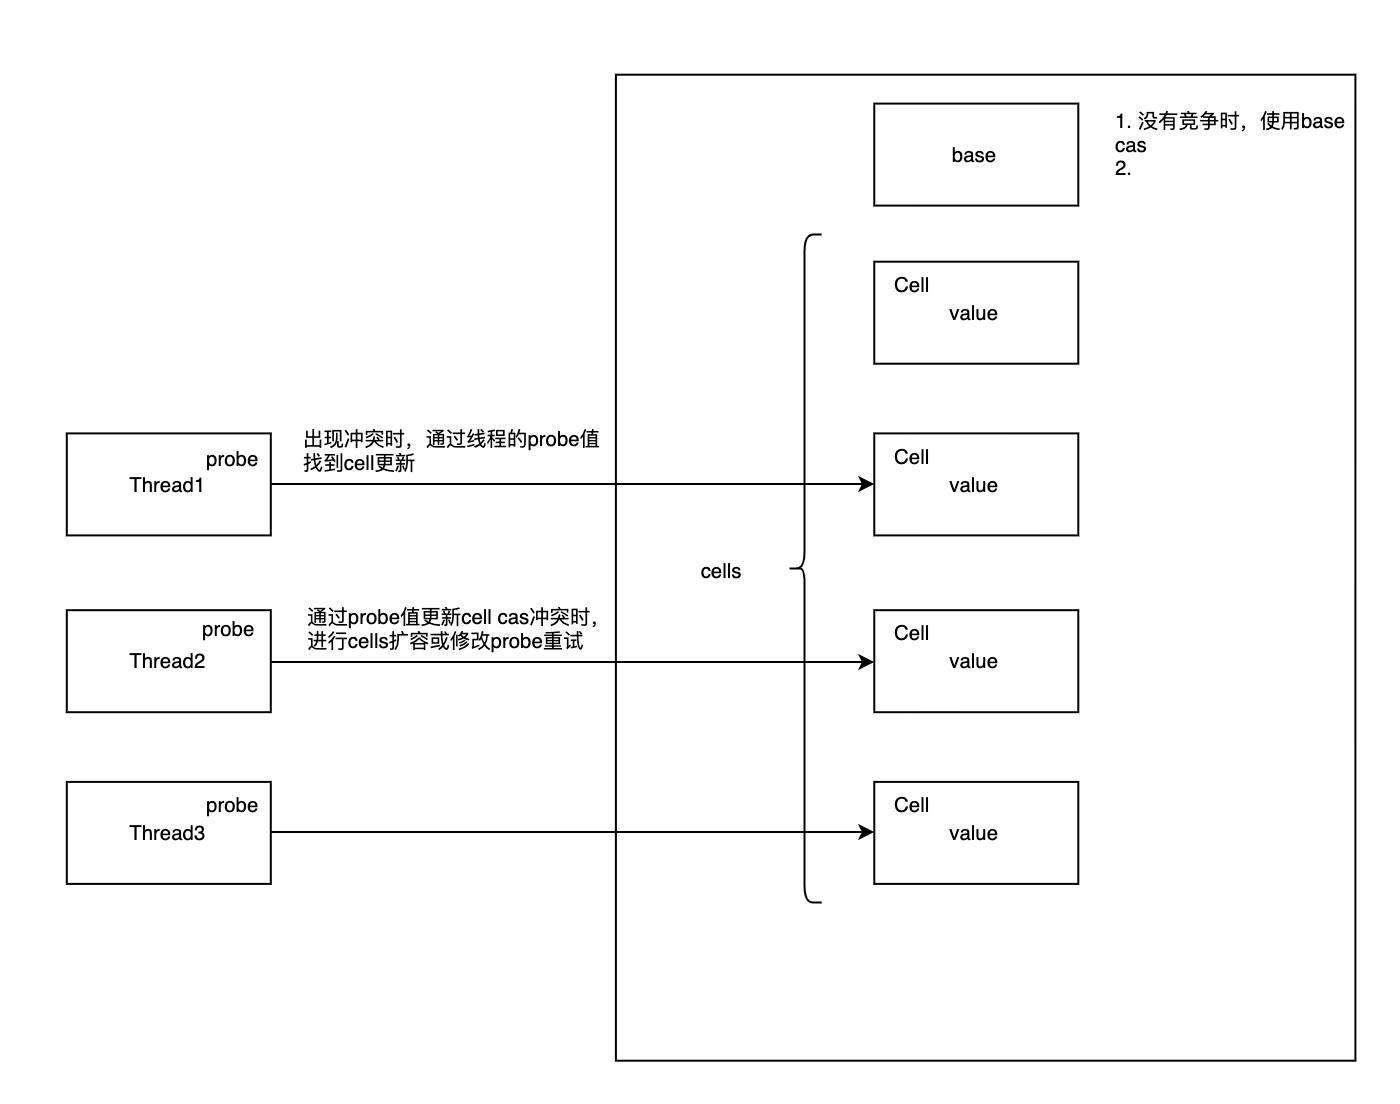 base
1. 没有竞争时，使用base
cas
2.
Cell
value
出现冲突时，通过线程的probe值
找到cell更新
probe
Thread1
Cell
value
cells
通过probe值更新cell cas冲突时，
进行cells扩容或修改probe重试
probe
Thread2
Cell
value
probe
Thread3
Cell
value